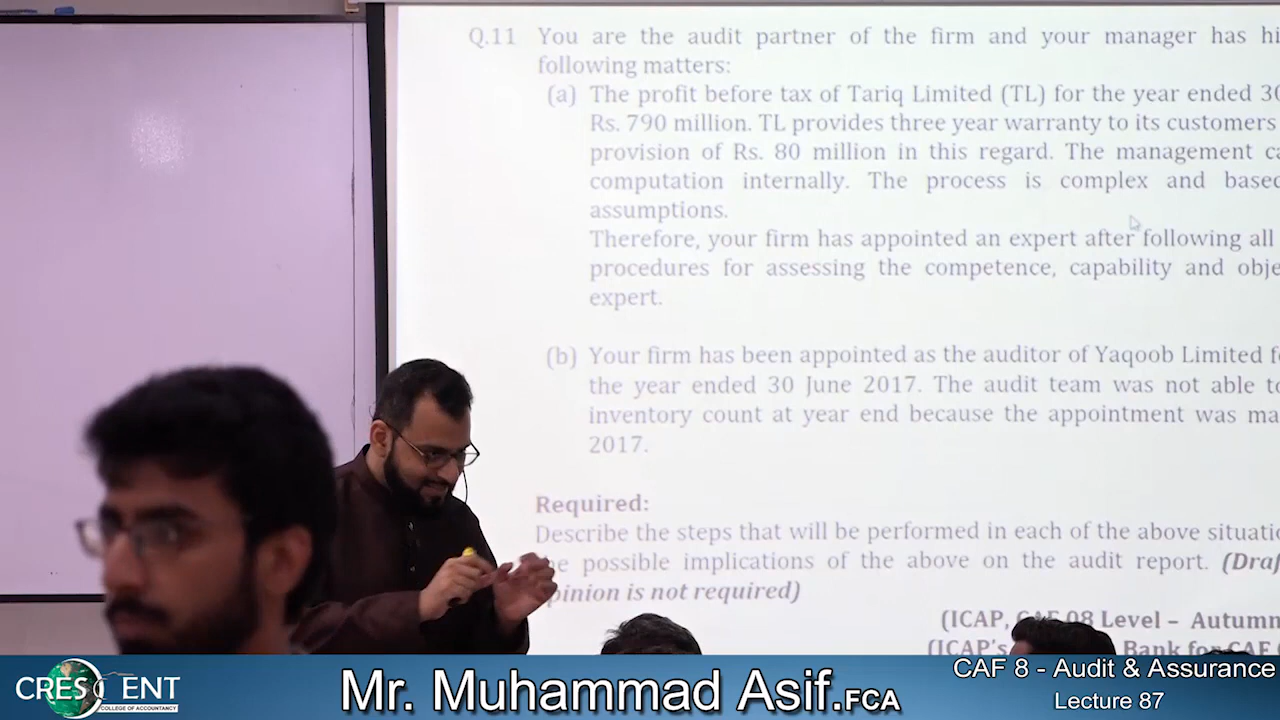 Q.11 You are the audit partner of the firm and your manager has hi
following matters:
(a) The profit before tax of Tariq Limited (TL) for the year ended 30
Rs. 790 million. TL provides three year warranty to its customers
provision of Rs. 80 million in this regard. The management ca
computation internally. The process is complex and based
assumptions.
Therefore, your firm has appointed an expert after following all
procedures for assessing the competence, capability and obje
expert.
(b) Your firm has been appointed as the auditor of Yaqoob Limited f
the year ended 30 June 2017. The audit team was not able to
inventory count at year end because the appointment was ma
2017.
Required:
Describe the steps that will be performed in each of the above situati
possible implications of the above on the audit report. (Draf
opinion is not required)
(ICAP, CAF 08 Level – Autumn
(ICAP's Bank for CAF
CRESCENT
COLLEGE OF ACCOUNTANCY
Mr. Muhammad Asif.FCA
CAF 8 - Audit & Assurance
Lecture 87